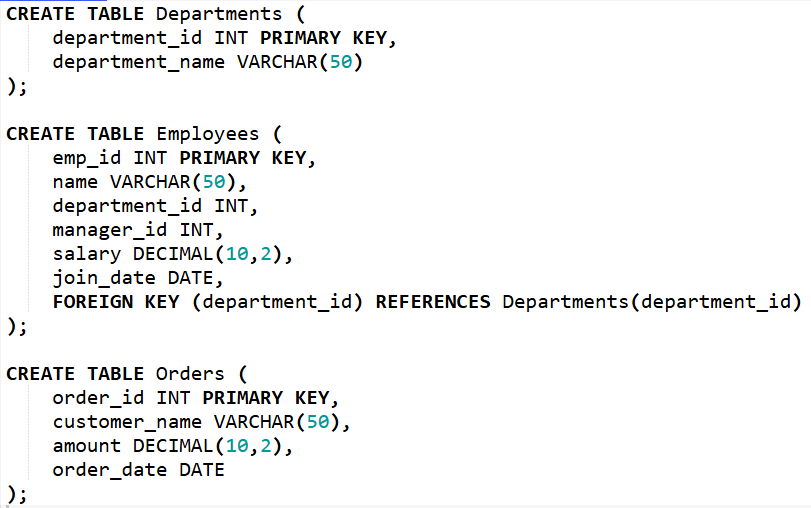 CREATE TABLE Departments (
    department_id INT PRIMARY KEY,
    department_name VARCHAR(50)
);

CREATE TABLE Employees (
    emp_id INT PRIMARY KEY,
    name VARCHAR(50),
    department_id INT,
    manager_id INT,
    salary DECIMAL(10,2),
    join_date DATE,
    FOREIGN KEY (department_id) REFERENCES Departments(department_id)
);

CREATE TABLE Orders (
    order_id INT PRIMARY KEY,
    customer_name VARCHAR(50),
    amount DECIMAL(10,2),
    order_date DATE
);